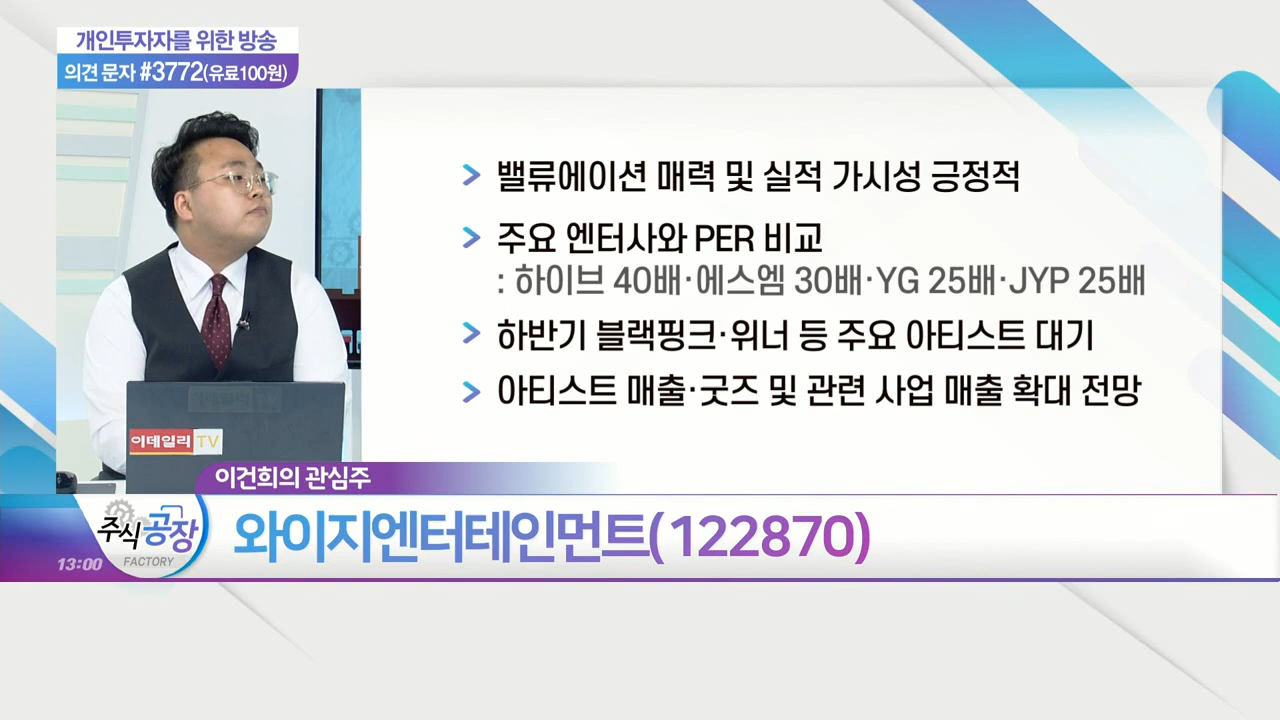 개인투자자를 위한 방송
의견 문자 #3772(유료100원)
> 밸류에이션 매력 및 실적 가시성 긍정적
> 주요 엔터사와 PER 비교
: 하이브 40배·에스엠 30배·YG 25배·JYP 25배
> 하반기 블랙핑크·위너 등 주요 아티스트 대기
> 아티스트 매출·굿즈 및 관련 사업 매출 확대 전망
이데일리 TV
이건희의 관심주
주식공장
FACTORY
와이지엔터테인먼트(122870)
13:00